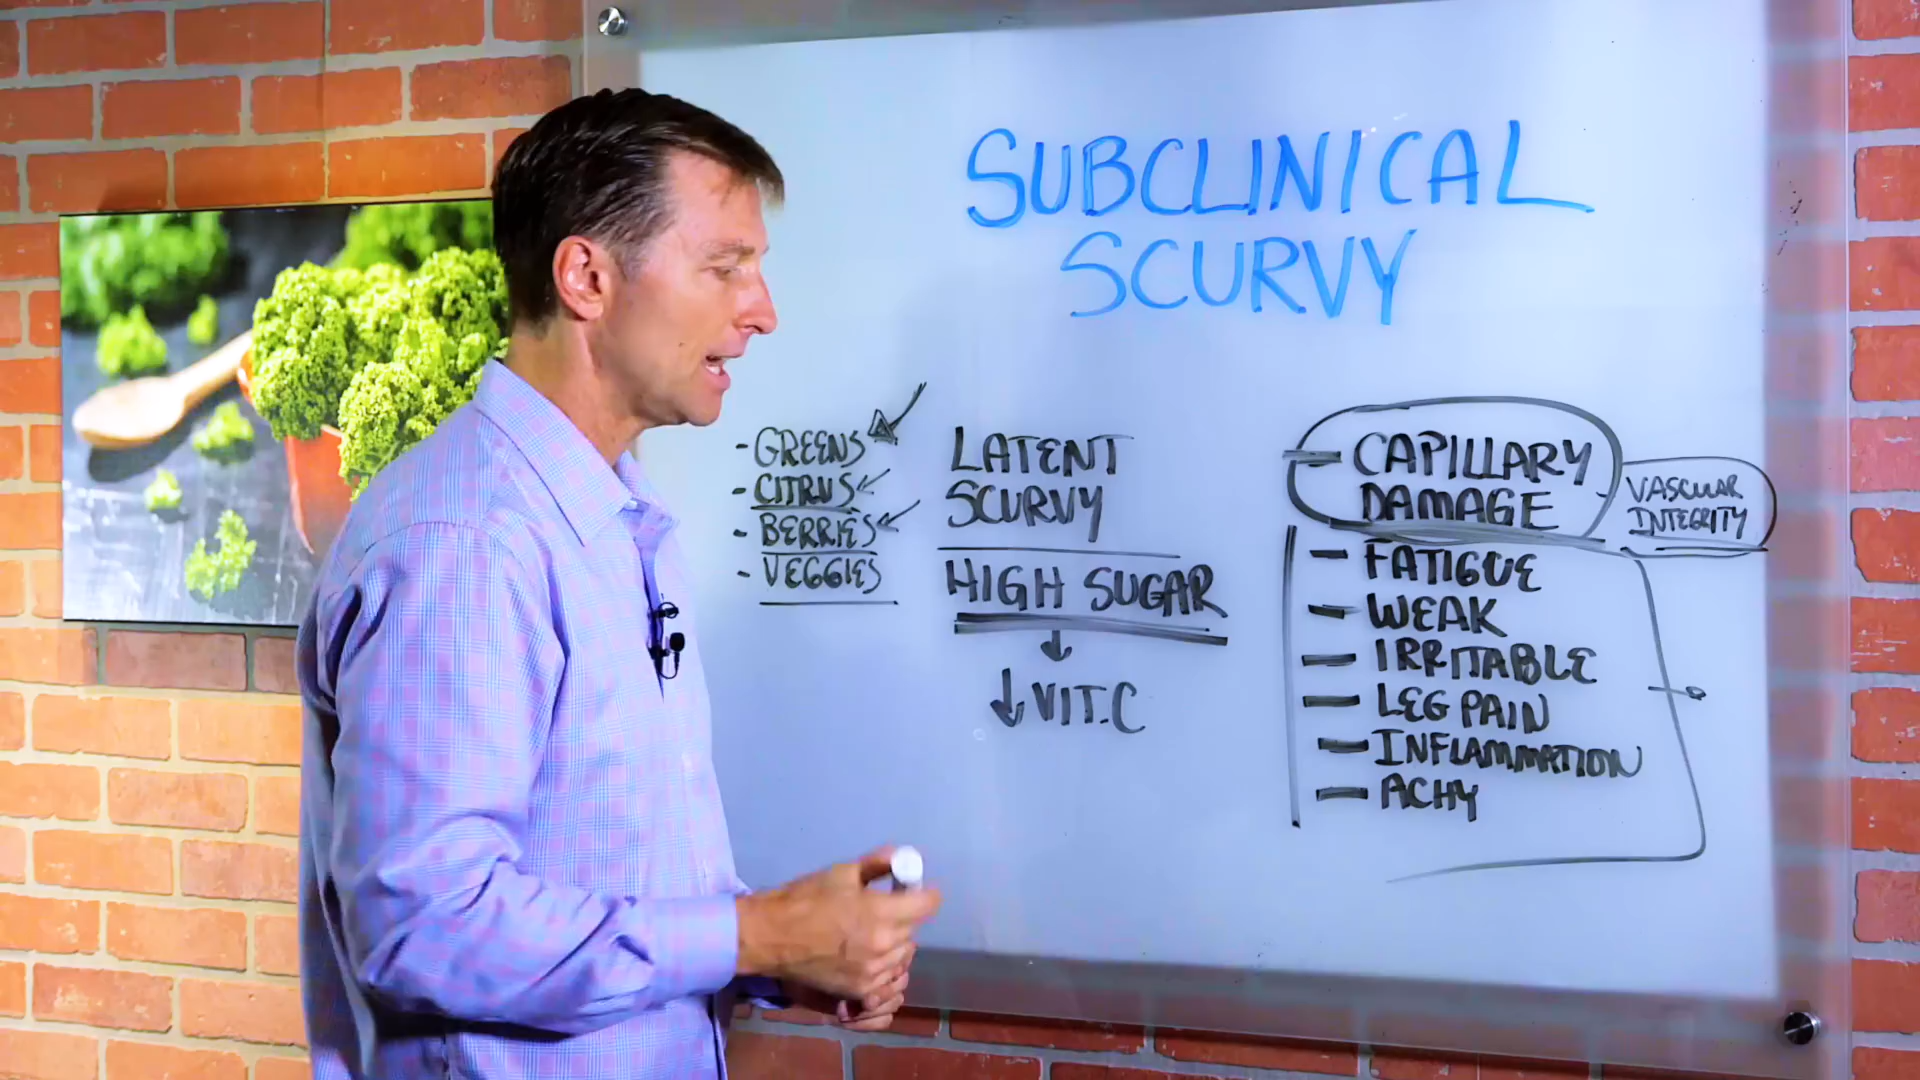 SUBCLINICAL
SCURVY
- GREENS
- CITRUS
- BERRIES
- VEGGIES
LATENT
SCURVY
HIGH SUGAR
↓
↓ VIT.C
- CAPILLARY
DAMAGE
VASCULAR
INTEGRITY
- FATIGUE
- WEAK
- IRRITABLE
- LEG PAIN
- INFLAMMATION
- ACHY